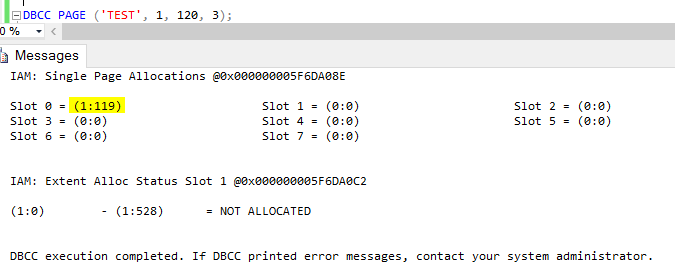 DBCC PAGE ('TEST', 1, 120, 3);
0 %
Messages
IAM: Single Page Allocations @0x000000005F6DA08E
Slot 0 = (1:119) Slot 1 = (0:0) Slot 2 = (0:0)
Slot 3 = (0:0) Slot 4 = (0:0) Slot 5 = (0:0)
Slot 6 = (0:0) Slot 7 = (0:0)
IAM: Extent Alloc Status Slot 1 @0x000000005F6DA0C2
(1:0) - (1:528) = NOT ALLOCATED
DBCC execution completed. If DBCC printed error messages, contact your system administrator.